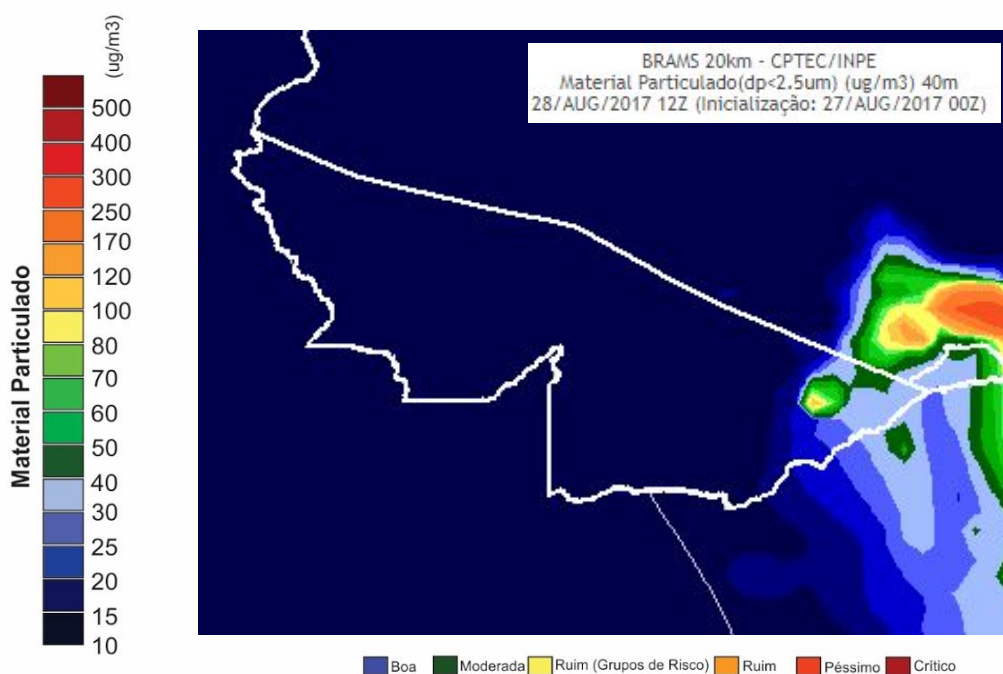 (ug/m3)
BRAMS 20km - CPTEC/INPE
Material Particulado(dp<2.5um) (ug/m3) 40m
28/AUG/2017 12Z (Inicialização: 27/AUG/2017 00Z)
Material Particulado
500
400
300
250
170
120
100
80
70
60
50
40
30
25
20
15
10
Boa
Moderada
Ruim (Grupos de Risco)
Ruim
Péssimo
Crítico